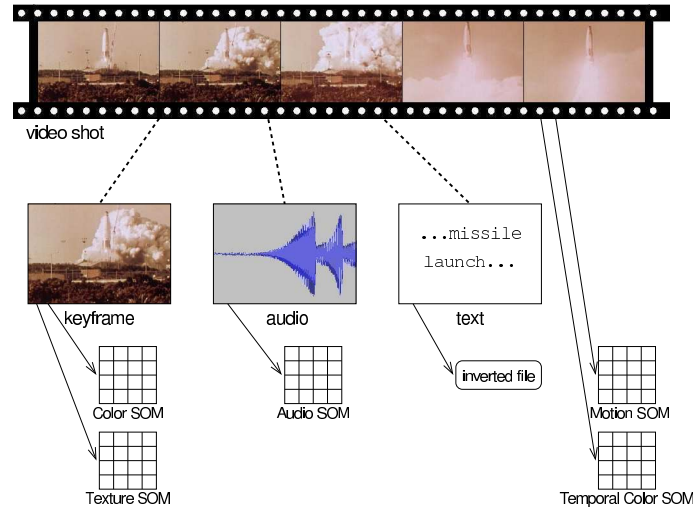 video shot
...missile
launch...
keyframe
audio
text
inverted file
Color SOM
Audio SOM
Motion SOM
Texture SOM
Temporal Color SOM